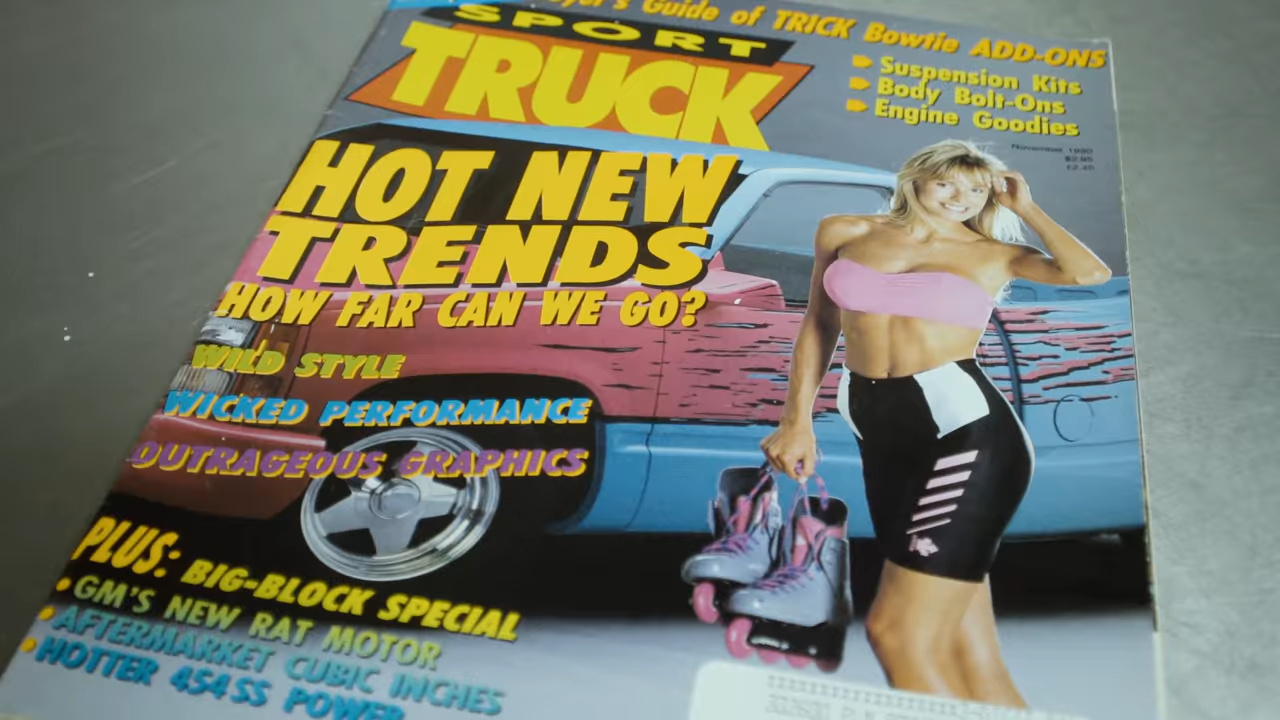 Guide of TRICK Bowtie ADD-ONS
SPORT
TRUCK
Suspension Kits
Body Bolt-Ons
Engine Goodies
November 1990
$2.95
£2.45
HOT NEW
TRENDS
HOW FAR CAN WE GO?
WILD STYLE
WICKED PERFORMANCE
OUTRAGEOUS GRAPHICS
PLUS: BIG-BLOCK SPECIAL
• GM'S NEW RAT MOTOR
• AFTERMARKET CUBIC INCHES
• HOTTER 454SS POWER